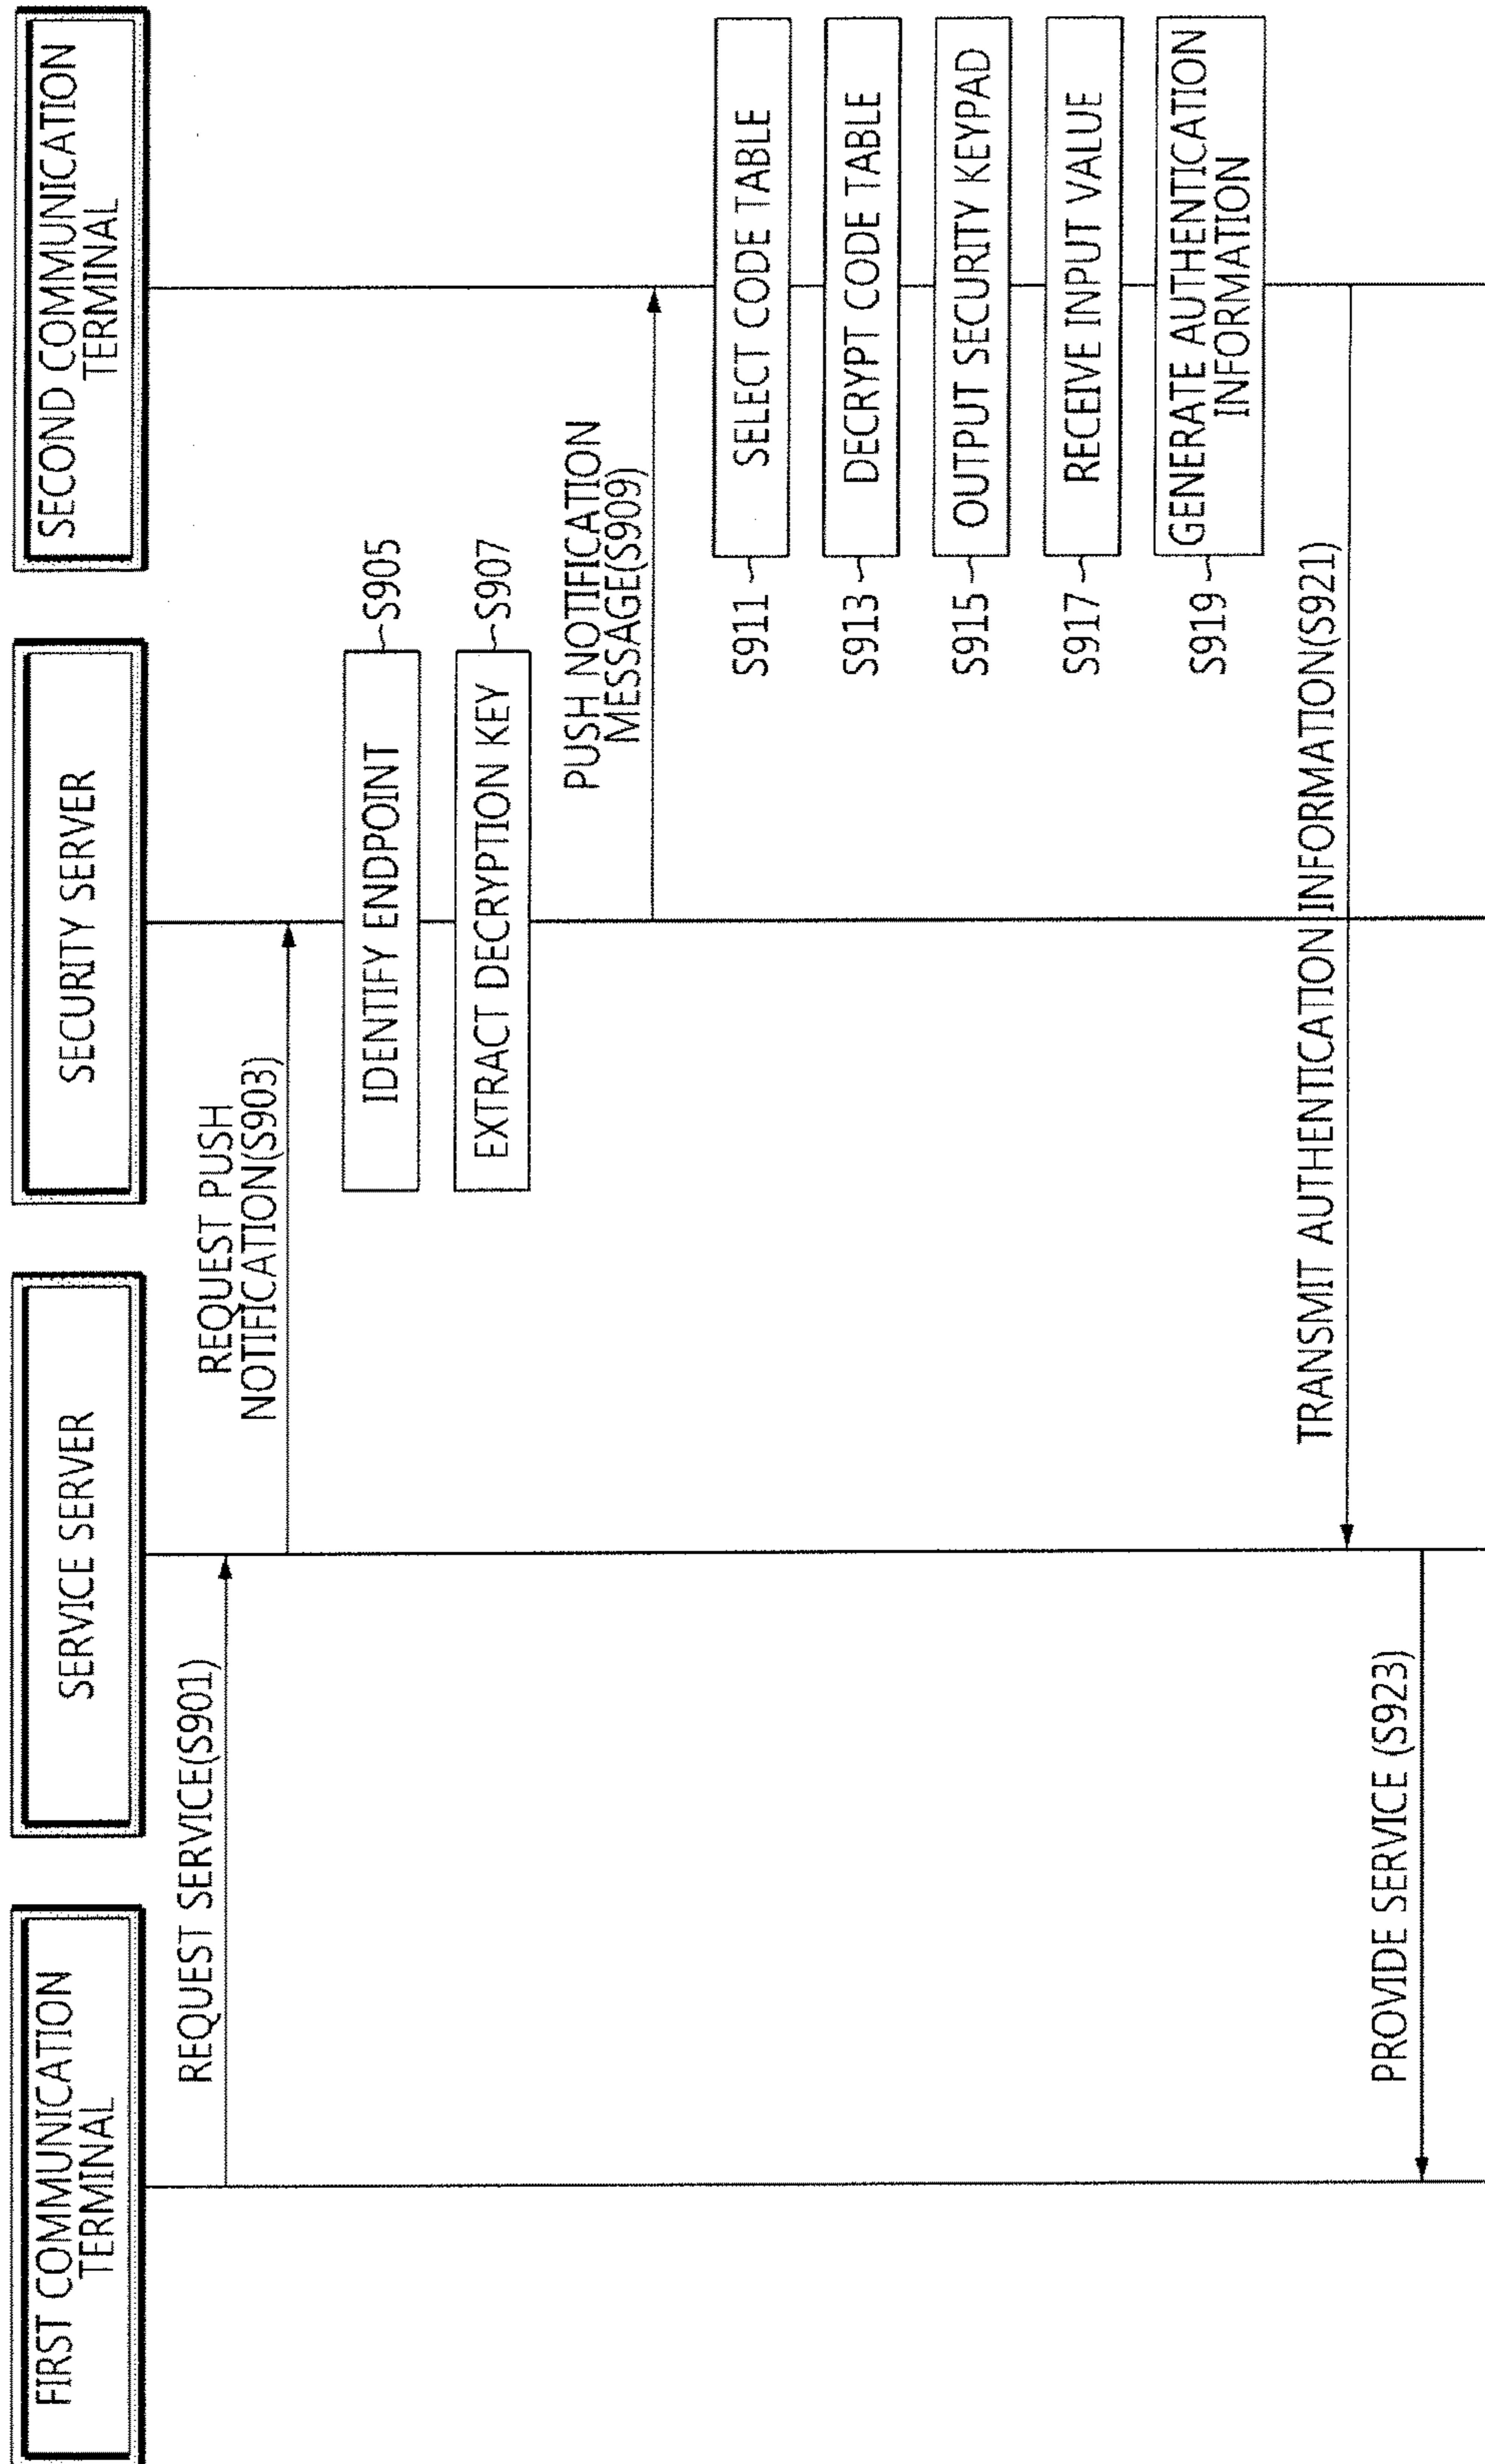 FIRST COMMUNICATION
TERMINAL
SERVICE SERVER
SECURITY SERVER
SECOND COMMUNICATION
TERMINAL
REQUEST SERVICE(S901)
REQUEST PUSH
NOTIFICATION(S903)
IDENTIFY ENDPOINT
S905
EXTRACT DECRYPTION KEY
S907
PUSH NOTIFICATION
MESSAGE(S909)
S911
SELECT CODE TABLE
S913
DECRYPT CODE TABLE
S915
OUTPUT SECURITY KEYPAD
S917
RECEIVE INPUT VALUE
S919
GENERATE AUTHENTICATION
INFORMATION
TRANSMIT AUTHENTICATION INFORMATION(S921)
PROVIDE SERVICE (S923)